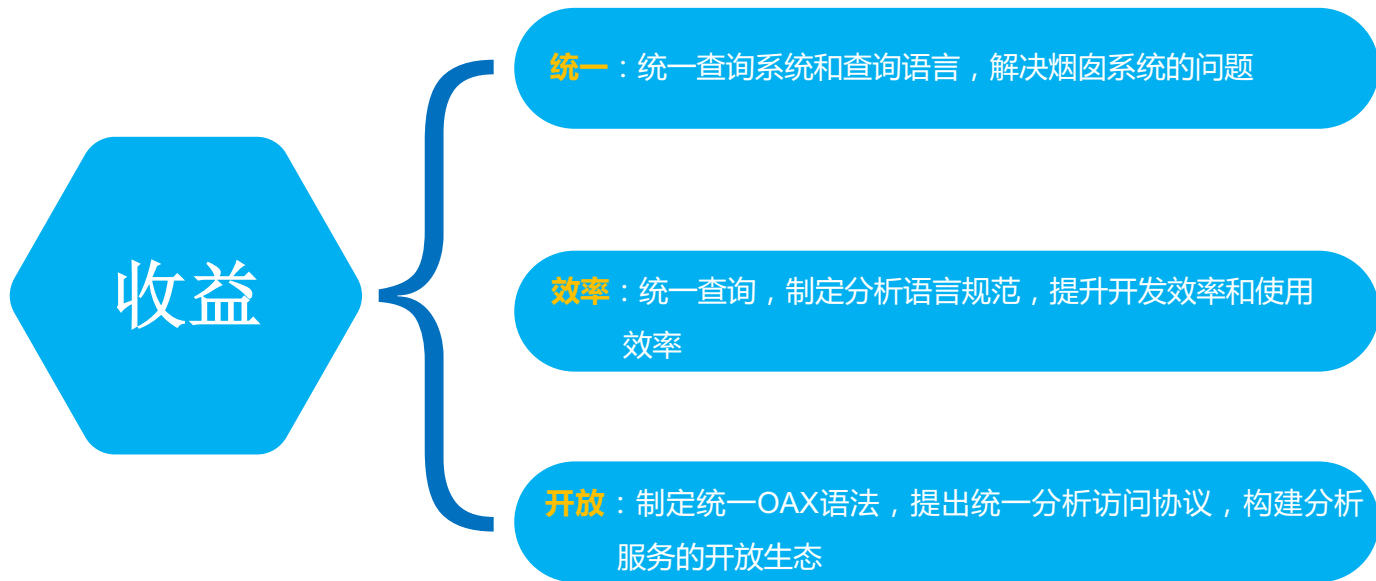 收益
统一：统一查询系统和查询语言，解决烟囱系统的问题
效率：统一查询，制定分析语言规范，提升开发效率和使用
效率
开放：制定统一OAX语法，提出统一分析访问协议，构建分析
服务的开放生态